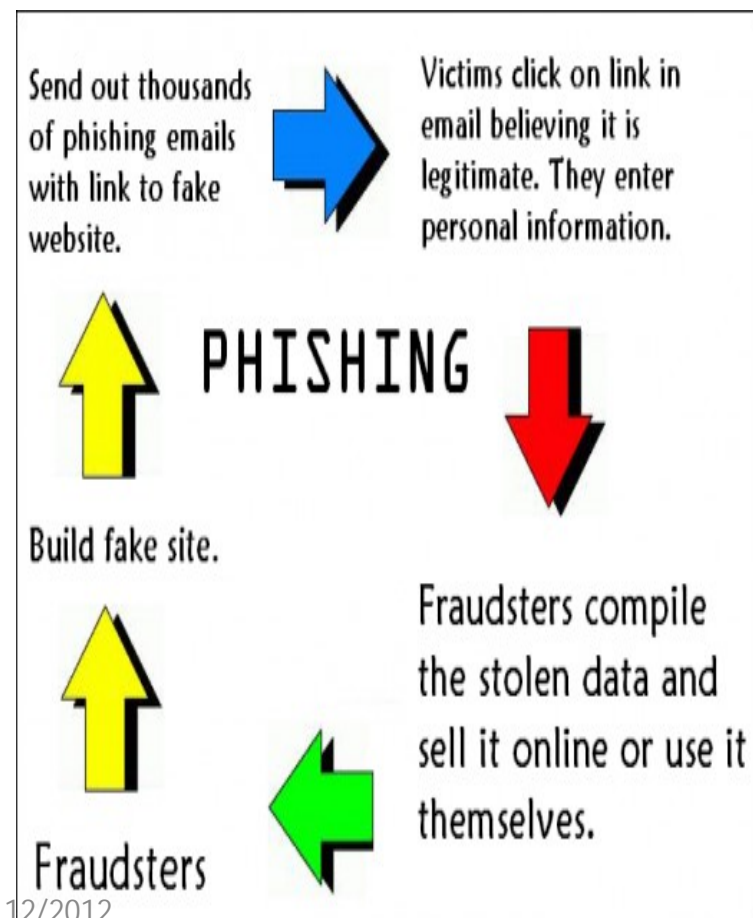 Send out thousands
of phishing emails
with link to fake
website.
Victims click on link in
email believing it is
legitimate. They enter
personal information.
PHISHING
Build fake site.
Fraudsters compile
the stolen data and
sell it online or use it
themselves.
Fraudsters
12/2012